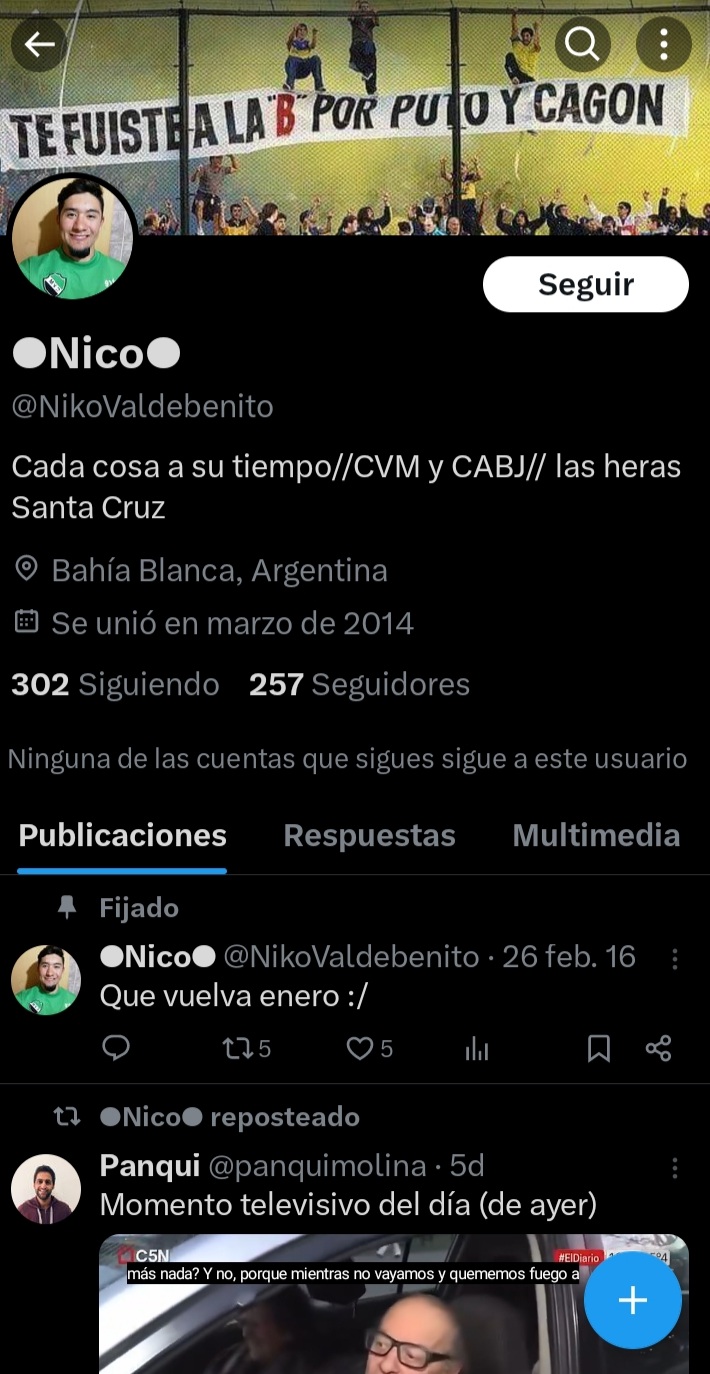 TE FUISTE A LA "B" POR PUTO Y CAGON
Seguir
●Nico●
@NikoValdebenito
Cada cosa a su tiempo//CVM y CABJ// las heras
Santa Cruz
Bahía Blanca, Argentina
Se unió en marzo de 2014
302 Siguiendo 257 Seguidores
Ninguna de las cuentas que sigues sigue a este usuario
Publicaciones Respuestas Multimedia
Fijado
●Nico● @NikoValdebenito · 26 feb. 16
Que vuelva enero :/
5 5
●Nico● reposteado
Panqui @panquimolina · 5d
Momento televisivo del día (de ayer)
C5N #ElDiario
más nada? Y no, porque mientras no vayamos y quememos fuego a